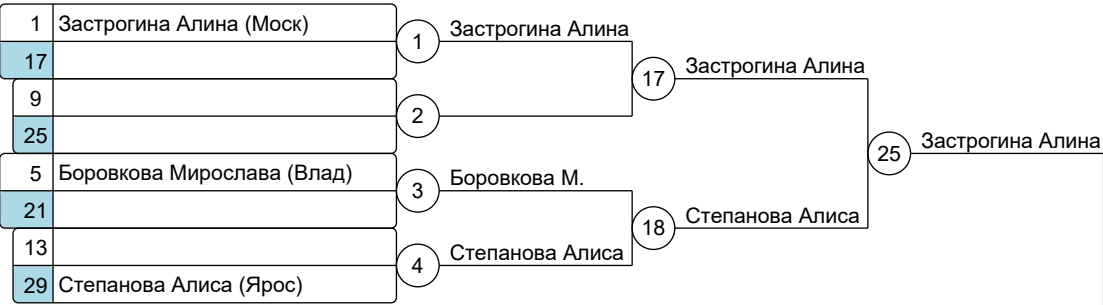 1 Застрогина Алина (Моск)
17
9
25
5 Боровкова Мирослава (Влад)
21
13
29 Степанова Алиса (Ярос)
1 Застрогина Алина
2
3 Боровкова М.
4 Степанова Алиса
17 Застрогина Алина
18 Степанова Алиса
25 Застрогина Алина